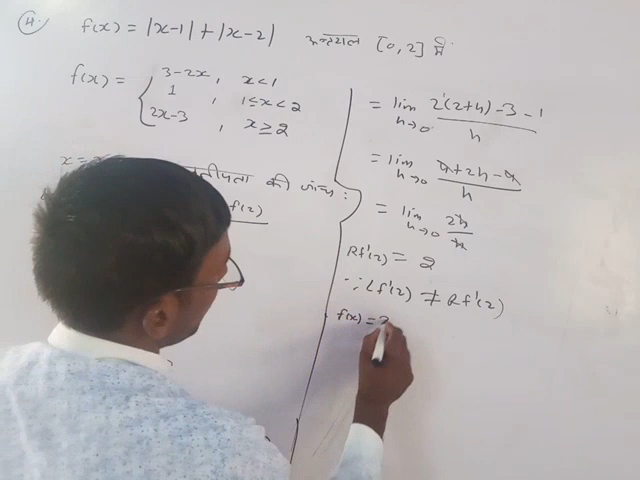 4. f(x) = |x-1| + |x-2| अन्तराल [0, 2] में
f(x) = { 3-2x, x<1
1, 1≤x<2
2x-3, x≥2
की जांच:
f'(2)
= lim h→0 2(2+h)-3-1 / h
= lim h→0 4+2h-4 / h
= lim h→0 2h / h
Rf'(2) = 2
∵ Lf'(2) ≠ Rf'(2)
f(x) =